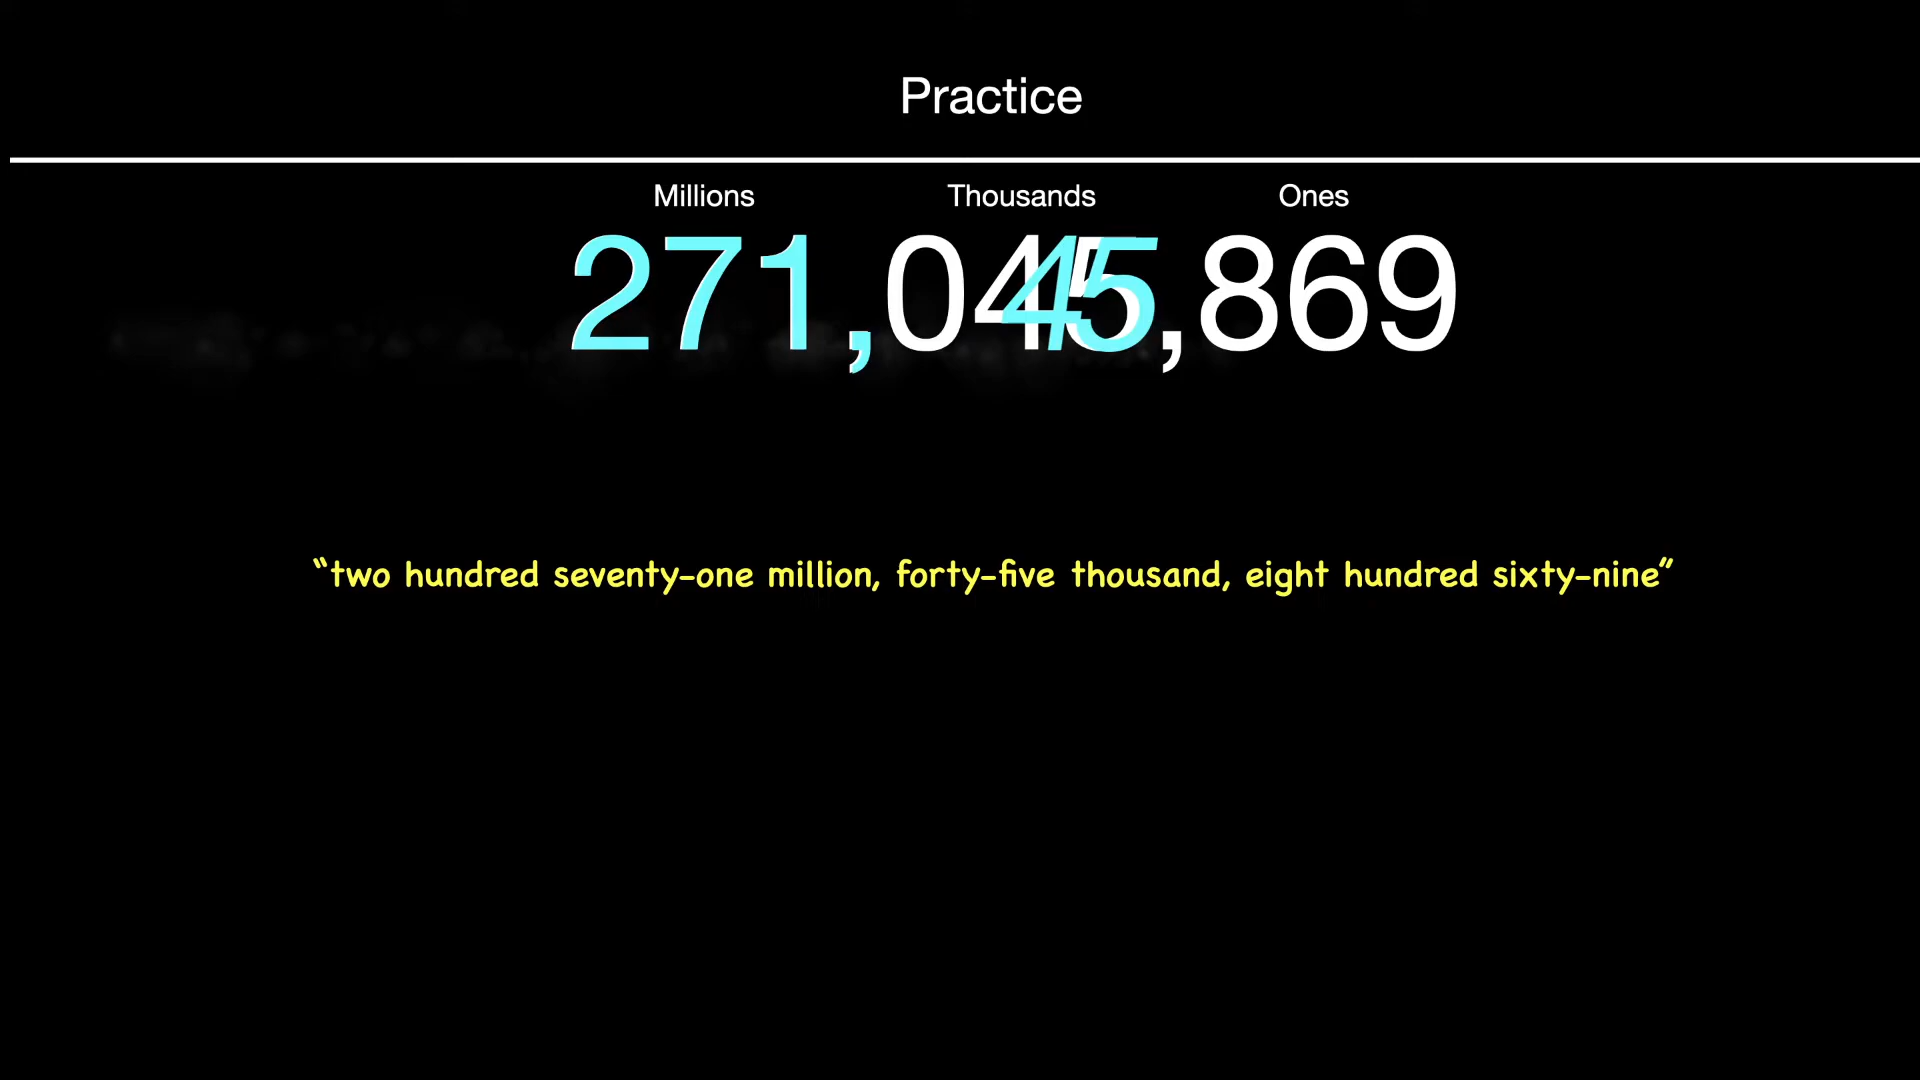 Practice
Millions Thousands Ones
271,045,869
“two hundred seventy-one million, forty-five thousand, eight hundred sixty-nine”